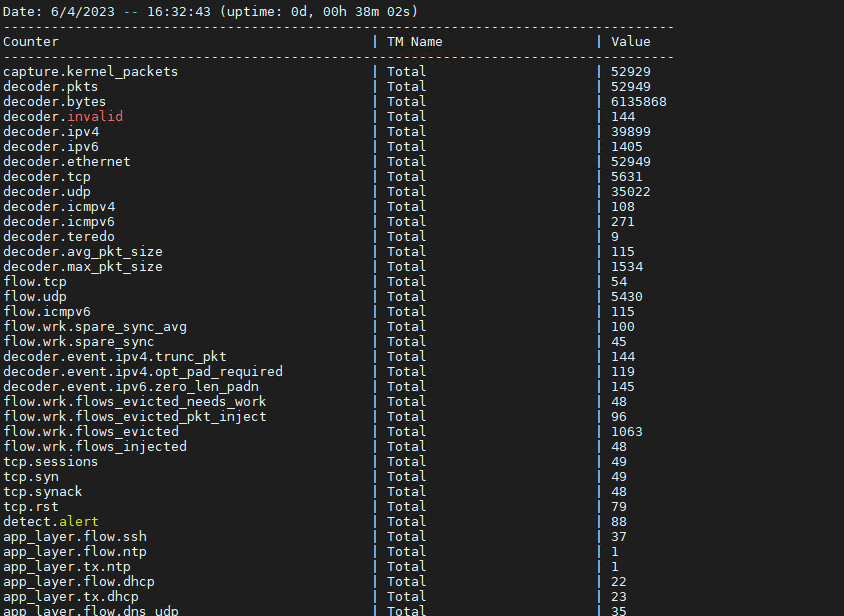 Date: 6/4/2023 -- 16:32:43 (uptime: 0d, 00h 38m 02s)
------------------------------------------------------------------------------------
Counter | TM Name | Value
------------------------------------------------------------------------------------
capture.kernel_packets | Total | 52929
decoder.pkts | Total | 52949
decoder.bytes | Total | 6135868
decoder.invalid | Total | 144
decoder.ipv4 | Total | 39899
decoder.ipv6 | Total | 1405
decoder.ethernet | Total | 52949
decoder.tcp | Total | 5631
decoder.udp | Total | 35022
decoder.icmpv4 | Total | 108
decoder.icmpv6 | Total | 271
decoder.teredo | Total | 9
decoder.avg_pkt_size | Total | 115
decoder.max_pkt_size | Total | 1534
flow.tcp | Total | 54
flow.udp | Total | 5430
flow.icmpv6 | Total | 115
flow.wrk.spare_sync_avg | Total | 100
flow.wrk.spare_sync | Total | 45
decoder.event.ipv4.trunc_pkt | Total | 144
decoder.event.ipv4.opt_pad_required | Total | 119
decoder.event.ipv6.zero_len_padn | Total | 145
flow.wrk.flows_evicted_needs_work | Total | 48
flow.wrk.flows_evicted_pkt_inject | Total | 96
flow.wrk.flows_evicted | Total | 1063
flow.wrk.flows_injected | Total | 48
tcp.sessions | Total | 49
tcp.syn | Total | 49
tcp.synack | Total | 48
tcp.rst | Total | 79
detect.alert | Total | 88
app_layer.flow.ssh | Total | 37
app_layer.flow.ntp | Total | 1
app_layer.tx.ntp | Total | 1
app_layer.flow.dhcp | Total | 22
app_layer.tx.dhcp | Total | 23
app_layer.flow.dns_udp | Total | 35